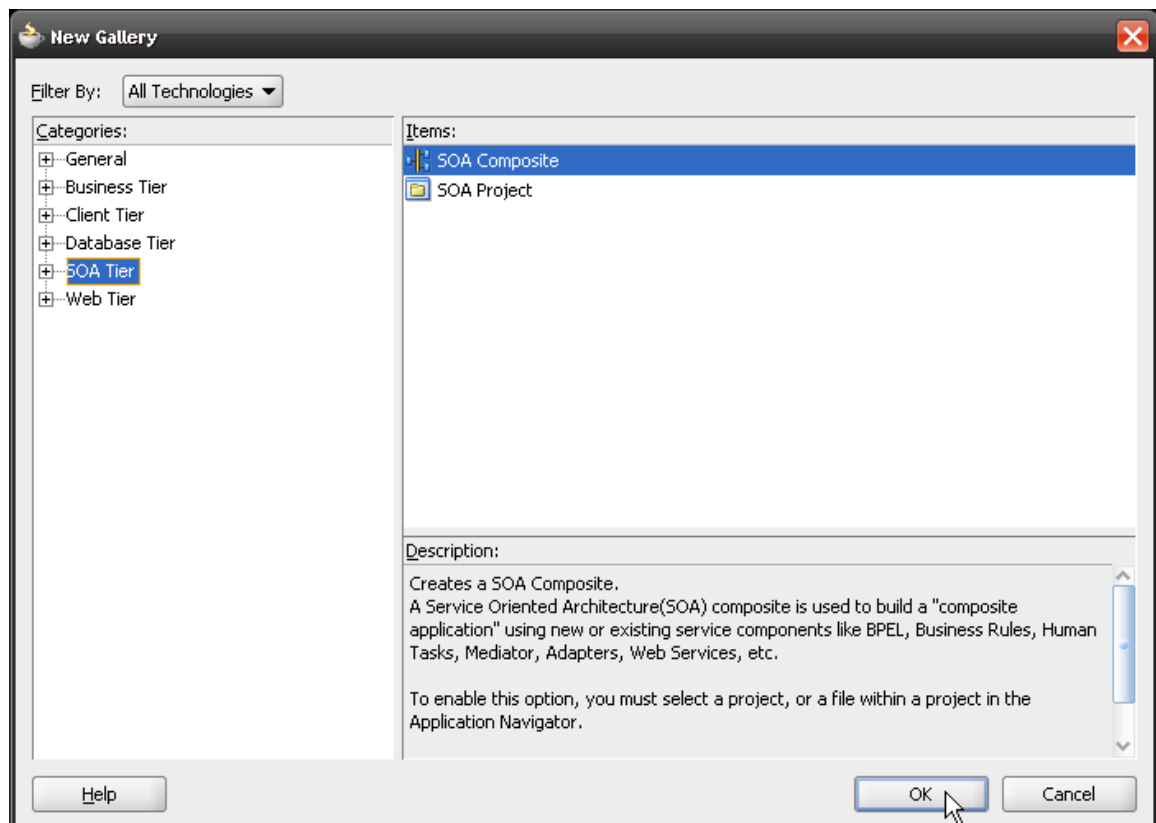 New Gallery
Filter By: All Technologies
Categories:
General
Business Tier
Client Tier
Database Tier
SOA Tier
Web Tier
Items:
SOA Composite
SOA Project
Description:
Creates a SOA Composite.
A Service Oriented Architecture(SOA) composite is used to build a "composite
application" using new or existing service components like BPEL, Business Rules, Human
Tasks, Mediator, Adapters, Web Services, etc.
To enable this option, you must select a project, or a file within a project in the
Application Navigator.
Help
OK
Cancel